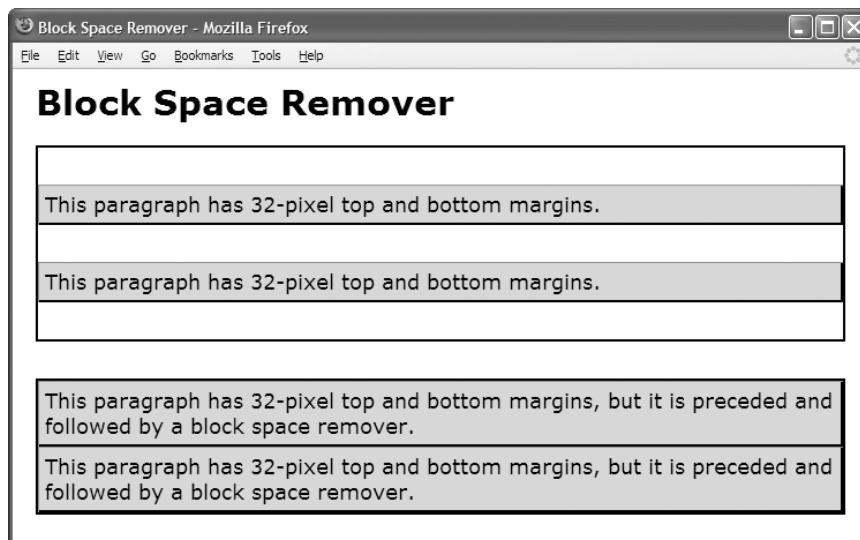 Block Space Remover - Mozilla Firefox
File Edit View Go Bookmarks Tools Help
Block Space Remover
This paragraph has 32-pixel top and bottom margins.
This paragraph has 32-pixel top and bottom margins.
This paragraph has 32-pixel top and bottom margins, but it is preceded and
followed by a block space remover.
This paragraph has 32-pixel top and bottom margins, but it is preceded and
followed by a block space remover.